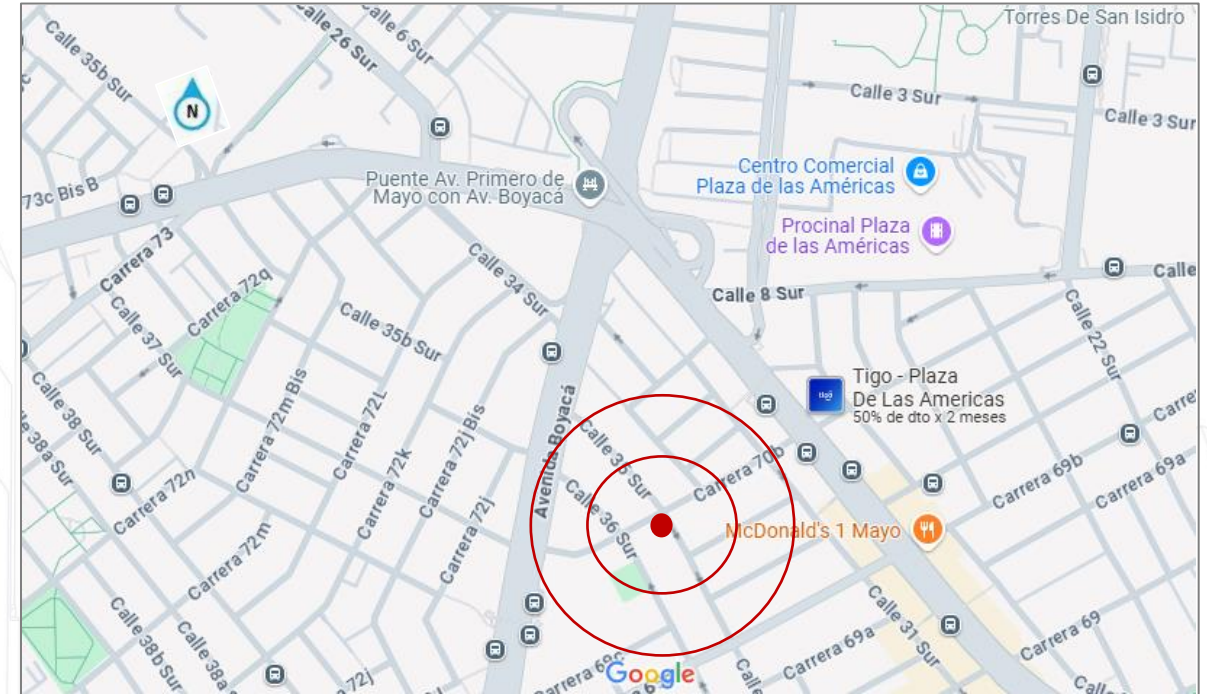 Torres De San Isidro
Calle 26 Sur
Calle 6 Sur
Calle 35b Sur
N
Calle 3 Sur
Calle 3 Sur
Centro Comercial
Plaza de las Américas
Puente Av. Primero de
Mayo con Av. Boyacá
73c Bis B
Procinal Plaza
de las Américas
Carrera 73
Calle 34 Sur
Calle
Calle 8 Sur
Carrera 72q
Calle 35b Sur
Calle 37 Sur
Calle 22 Sur
tigo
Tigo - Plaza
De Las Americas
50% de dto x 2 meses
Carrera 72m Bis
Carrera 72L
Calle 38 Sur
Avenida Boyacá
Calle 35 Sur
Carre
Carrera 72j Bis
Carrera 70b
Carrera 69b
Carrera 69a
Carrera 72k
Carrera 72n
Calle 36 Sur
McDonald's 1 Mayo
Carrera 72j
Carrera 72m
Calle 31 Sur
Carrera 69
Carrera 69a
Calle 38b Sur
Calle 38a S
72j
Google
Calle